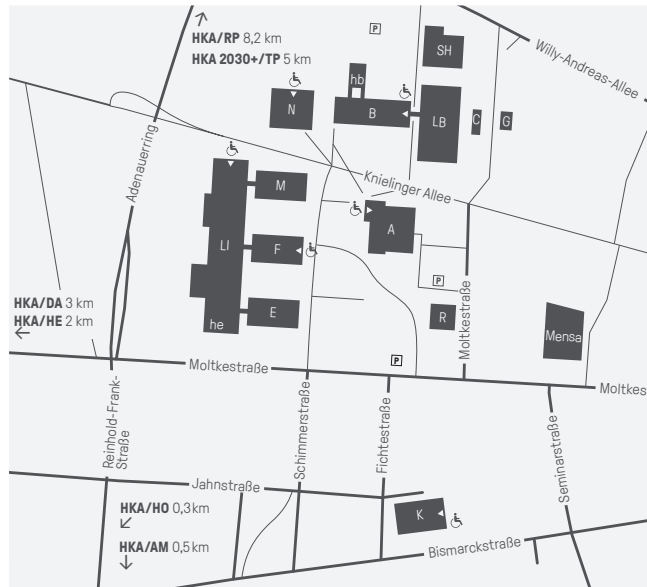 HKA/RP 8,2 km
HKA 2030+/TP 5 km
P
SH
Willy-Andreas-Allee
hb
N
B
LB
C
G
Adenauerring
Knielinger Allee
M
A
LI
F
P
HKA/DA 3 km
HKA/HE 2 km
E
R
he
Moltkestraße
Mensa
P
Moltkestraße
Moltkes
Reinhold-Frank-
Straße
Schimmerstraße
Fichtestraße
Seminarstraße
Jahnstraße
HKA/HO 0,3 km
K
HKA/AM 0,5 km
Bismarckstraße